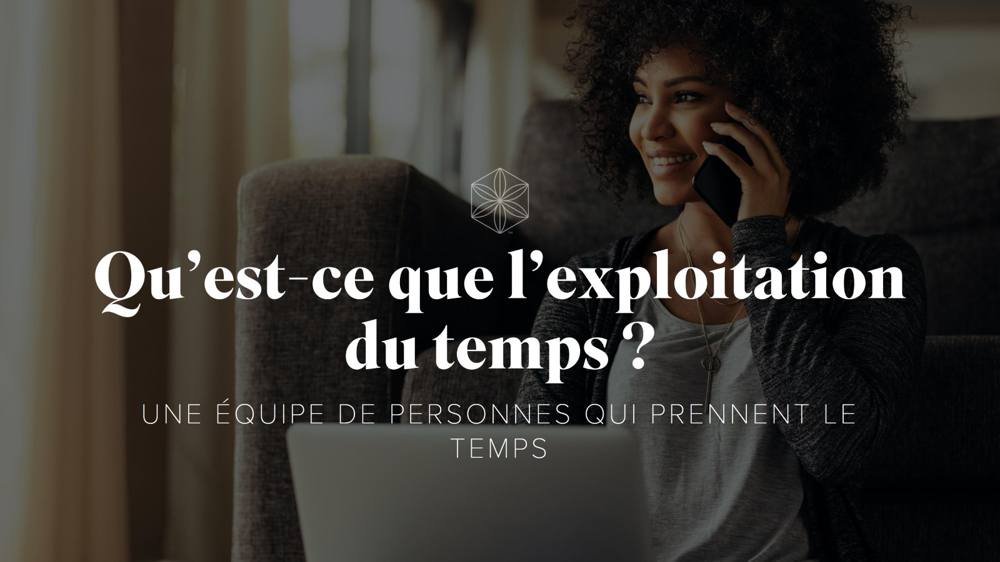 Qu’est-ce que l’exploitation
du temps ?
UNE ÉQUIPE DE PERSONNES QUI PRENNENT LE
TEMPS